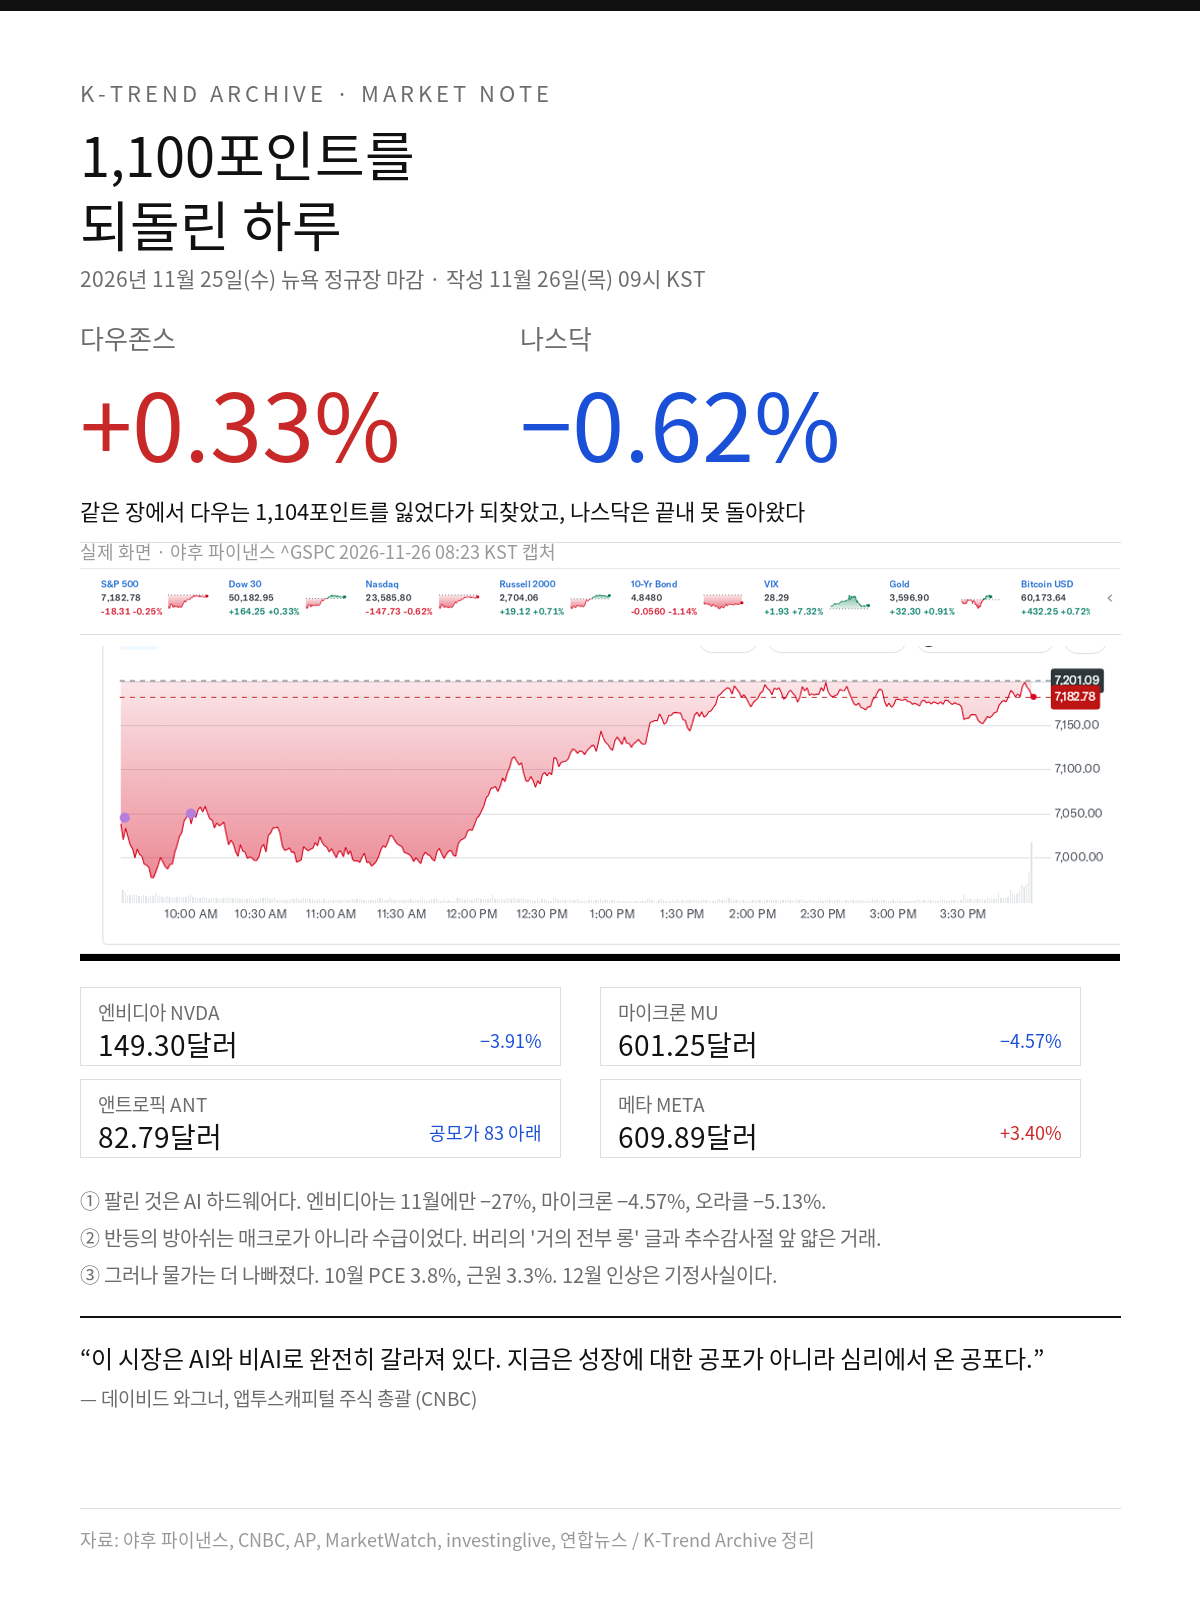 K-TREND ARCHIVE · MARKET NOTE
1,100포인트를
되돌린 하루
2026년 11월 25일(수) 뉴욕 정규장 마감 · 작성 11월 26일(목) 09시 KST
다우존스 나스닥
+0.33% −0.62%
같은 장에서 다우는 1,104포인트를 잃었다가 되찾았고, 나스닥은 끝내 못 돌아왔다
실제 화면 · 야후 파이낸스 ^GSPC 2026-11-26 08:23 KST 캡처
S&P 500 Dow 30 Nasdaq Russell 2000 10-Yr Bond VIX Gold Bitcoin USD
7,182.78 50,182.95 23,585.80 2,704.06 4.8480 28.29 3,596.90 60,173.64
-18.31 -0.25% +164.25 +0.33% -147.73 -0.62% +19.12 +0.71% -0.0560 -1.14% +1.93 +7.32% +32.30 +0.91% +432.25 +0.72%
7,201.09
7,182.78
7,150.00
7,100.00
7,050.00
7,000.00
10:00 AM 10:30 AM 11:00 AM 11:30 AM 12:00 PM 12:30 PM 1:00 PM 1:30 PM 2:00 PM 2:30 PM 3:00 PM 3:30 PM
엔비디아 NVDA
149.30달러 −3.91%
마이크론 MU
601.25달러 −4.57%
앤트로픽 ANT
82.79달러 공모가 83 아래
메타 META
609.89달러 +3.40%
① 팔린 것은 AI 하드웨어다. 엔비디아는 11월에만 −27%, 마이크론 −4.57%, 오라클 −5.13%.
② 반등의 방아쉬는 매크로가 아니라 수급이었다. 버리의 '거의 전부 롱' 글과 추수감사절 앞 얇은 거래.
③ 그러나 물가는 더 나빠졌다. 10월 PCE 3.8%, 근원 3.3%. 12월 인상은 기정사실이다.
“이 시장은 AI와 비AI로 완전히 갈라져 있다. 지금은 성장에 대한 공포가 아니라 심리에서 온 공포다.”
— 데이비드 와그너, 앱투스캐피털 주식 총괄 (CNBC)
자료: 야후 파이낸스, CNBC, AP, MarketWatch, investinglive, 연합뉴스 / K-Trend Archive 정리